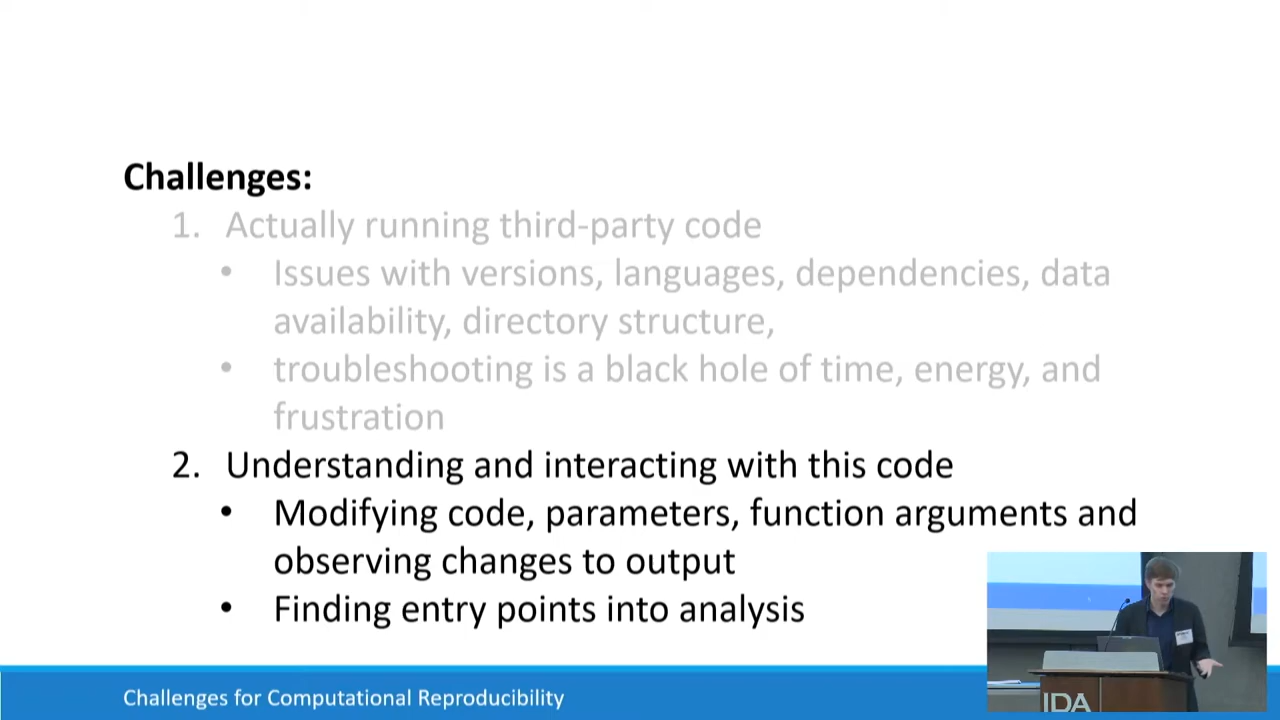 Challenges:
1. Actually running third-party code
• Issues with versions, languages, dependencies, data
availability, directory structure,
• troubleshooting is a black hole of time, energy, and
frustration
2. Understanding and interacting with this code
• Modifying code, parameters, function arguments and
observing changes to output
• Finding entry points into analysis
Challenges for Computational Reproducibility
IDA